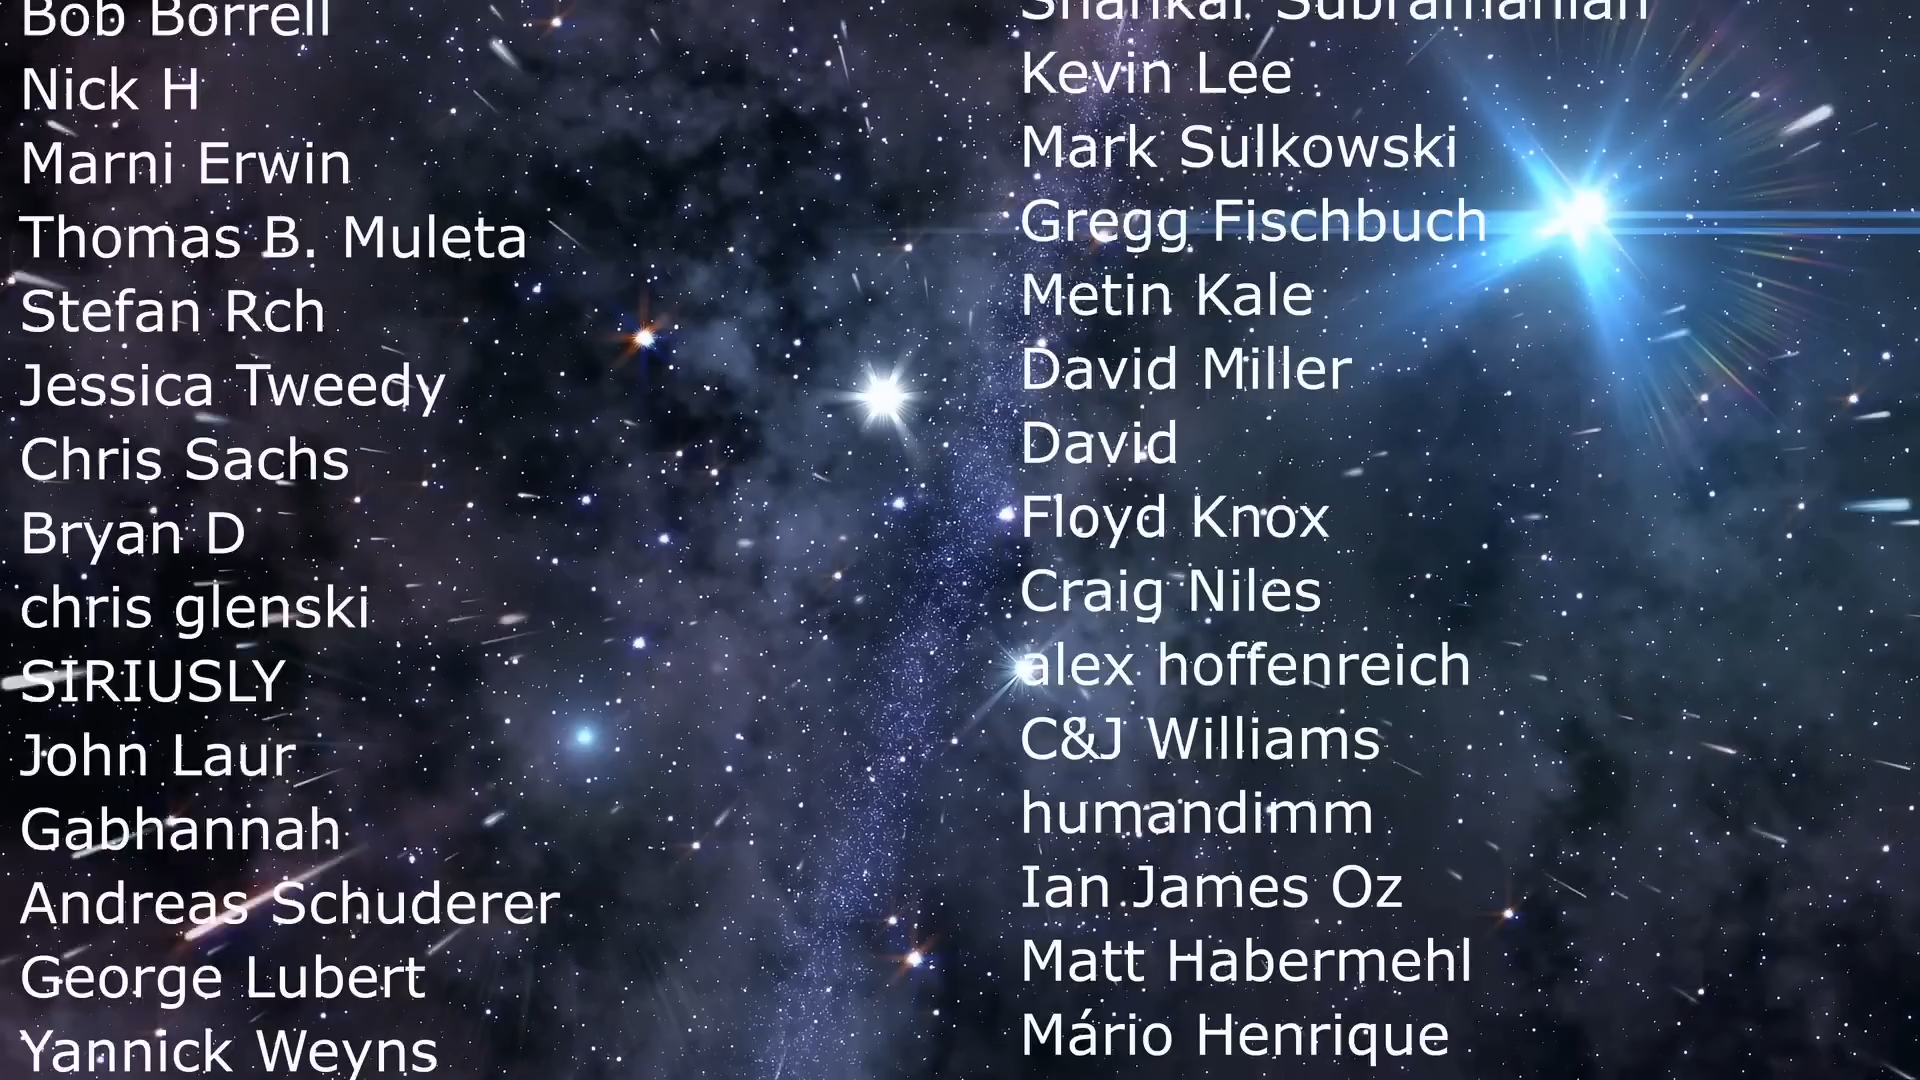 Bob Borrell
Nick H
Marni Erwin
Thomas B. Muleta
Stefan Rch
Jessica Tweedy
Chris Sachs
Bryan D
chris glenski
SIRIUSLY
John Laur
Gabhannah
Andreas Schuderer
George Lubert
Yannick Weyns
Shankar Subramanian
Kevin Lee
Mark Sulkowski
Gregg Fischbuch
Metin Kale
David Miller
David
Floyd Knox
Craig Niles
alex hoffenreich
C&J Williams
humandimm
Ian James Oz
Matt Habermehl
Mário Henrique